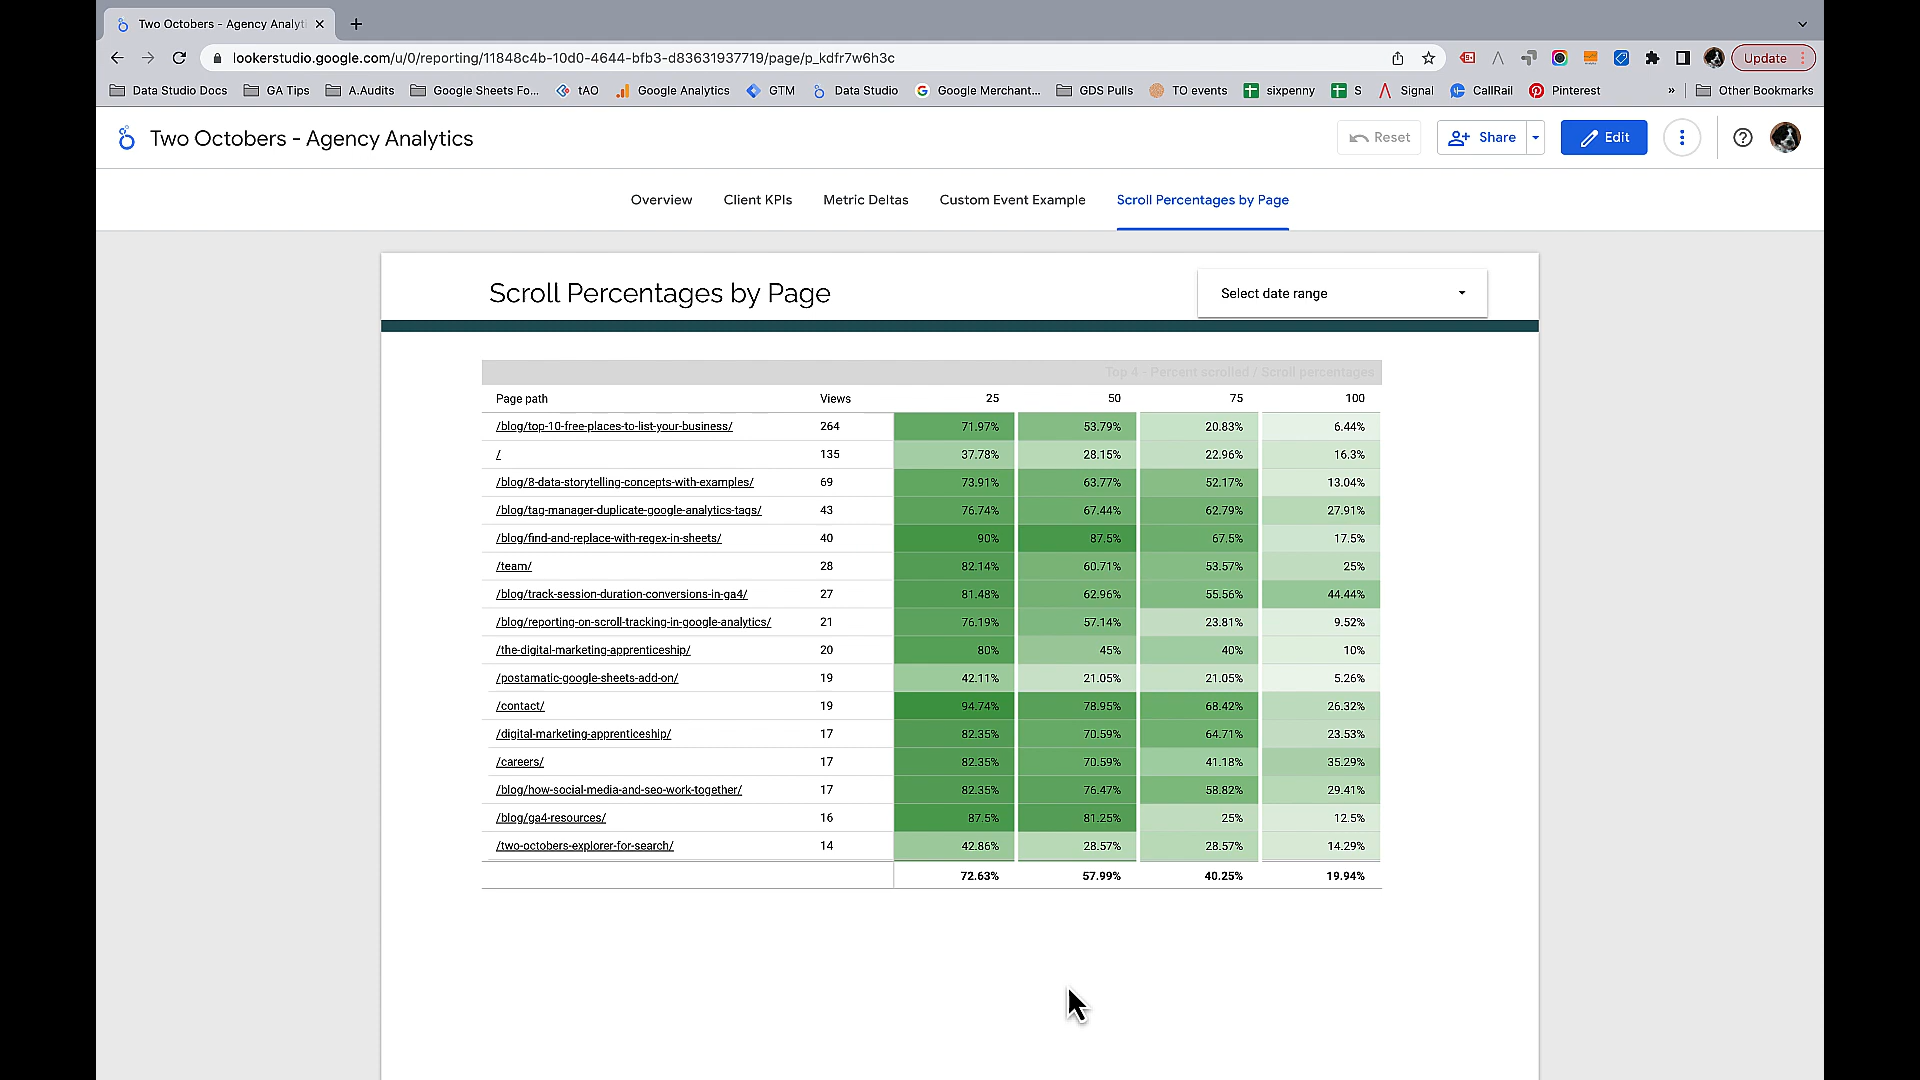 Two Octobers - Agency Analyti
lookerstudio.google.com/u/0/reporting/11848c4b-10d0-4644-bfb3-d83631937719/page/p_kdfr7w6h3c
Update
Data Studio Docs GA Tips A.Audits Google Sheets Fo... tAO Google Analytics GTM Data Studio Google Merchant... GDS Pulls TO events sixpenny S Signal CallRail Pinterest » Other Bookmarks
Two Octobers - Agency Analytics
Reset Share Edit
Overview Client KPIs Metric Deltas Custom Event Example Scroll Percentages by Page
Scroll Percentages by Page
Select date range
Top 4 - Percent scrolled / Scroll percentages
Page path Views 25 50 75 100
/blog/top-10-free-places-to-list-your-business/ 264 71.97% 53.79% 20.83% 6.44%
/ 135 37.78% 28.15% 22.96% 16.3%
/blog/8-data-storytelling-concepts-with-examples/ 69 73.91% 63.77% 52.17% 13.04%
/blog/tag-manager-duplicate-google-analytics-tags/ 43 76.74% 67.44% 62.79% 27.91%
/blog/find-and-replace-with-regex-in-sheets/ 40 90% 87.5% 67.5% 17.5%
/team/ 28 82.14% 60.71% 53.57% 25%
/blog/track-session-duration-conversions-in-ga4/ 27 81.48% 62.96% 55.56% 44.44%
/blog/reporting-on-scroll-tracking-in-google-analytics/ 21 76.19% 57.14% 23.81% 9.52%
/the-digital-marketing-apprenticeship/ 20 80% 45% 40% 10%
/postamatic-google-sheets-add-on/ 19 42.11% 21.05% 21.05% 5.26%
/contact/ 19 94.74% 78.95% 68.42% 26.32%
/digital-marketing-apprenticeship/ 17 82.35% 70.59% 64.71% 23.53%
/careers/ 17 82.35% 70.59% 41.18% 35.29%
/blog/how-social-media-and-seo-work-together/ 17 82.35% 76.47% 58.82% 29.41%
/blog/ga4-resources/ 16 87.5% 81.25% 25% 12.5%
/two-octobers-explorer-for-search/ 14 42.86% 28.57% 28.57% 14.29%
72.63% 57.99% 40.25% 19.94%